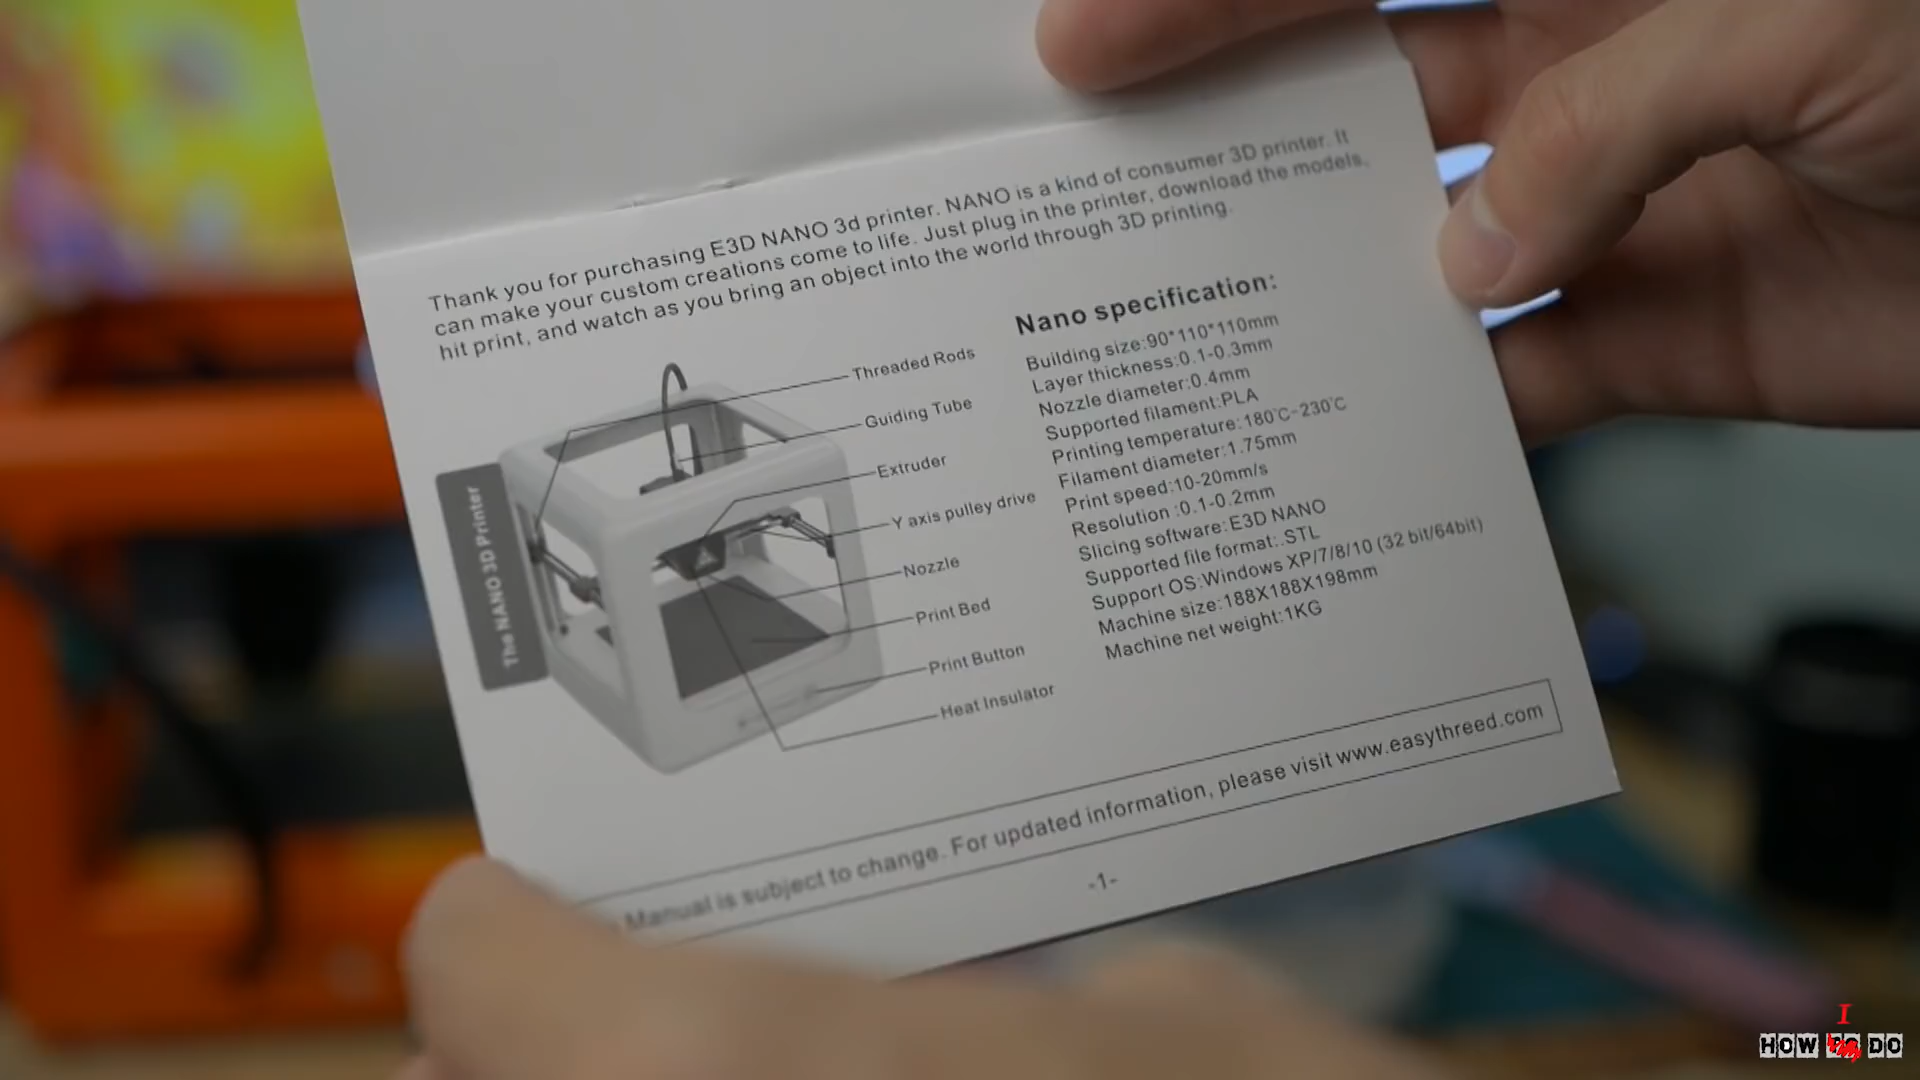 Thank you for purchasing E3D NANO 3d printer. NANO is a kind of consumer 3D printer. It
can make your custom creations come to life. Just plug in the printer, download the models,
hit print, and watch as you bring an object into the world through 3D printing.
The NANO 3D Printer
Threaded Rods
Guiding Tube
Extruder
Y axis pulley drive
Nozzle
Print Bed
Print Button
Heat Insulator
Nano specification:
Building size:90*110*110mm
Layer thickness:0.1-0.3mm
Nozzle diameter:0.4mm
Supported filament:PLA
Printing temperature:180℃-230℃
Filament diameter:1.75mm
Print speed:10-20mm/s
Resolution :0.1-0.2mm
Slicing software:E3D NANO
Supported file format:.STL
Support OS:Windows XP/7/8/10 (32 bit/64bit)
Machine size:188X188X198mm
Machine net weight:1KG
Manual is subject to change. For updated information, please visit www.easythreed.com
-1-
I
HOW TO DO